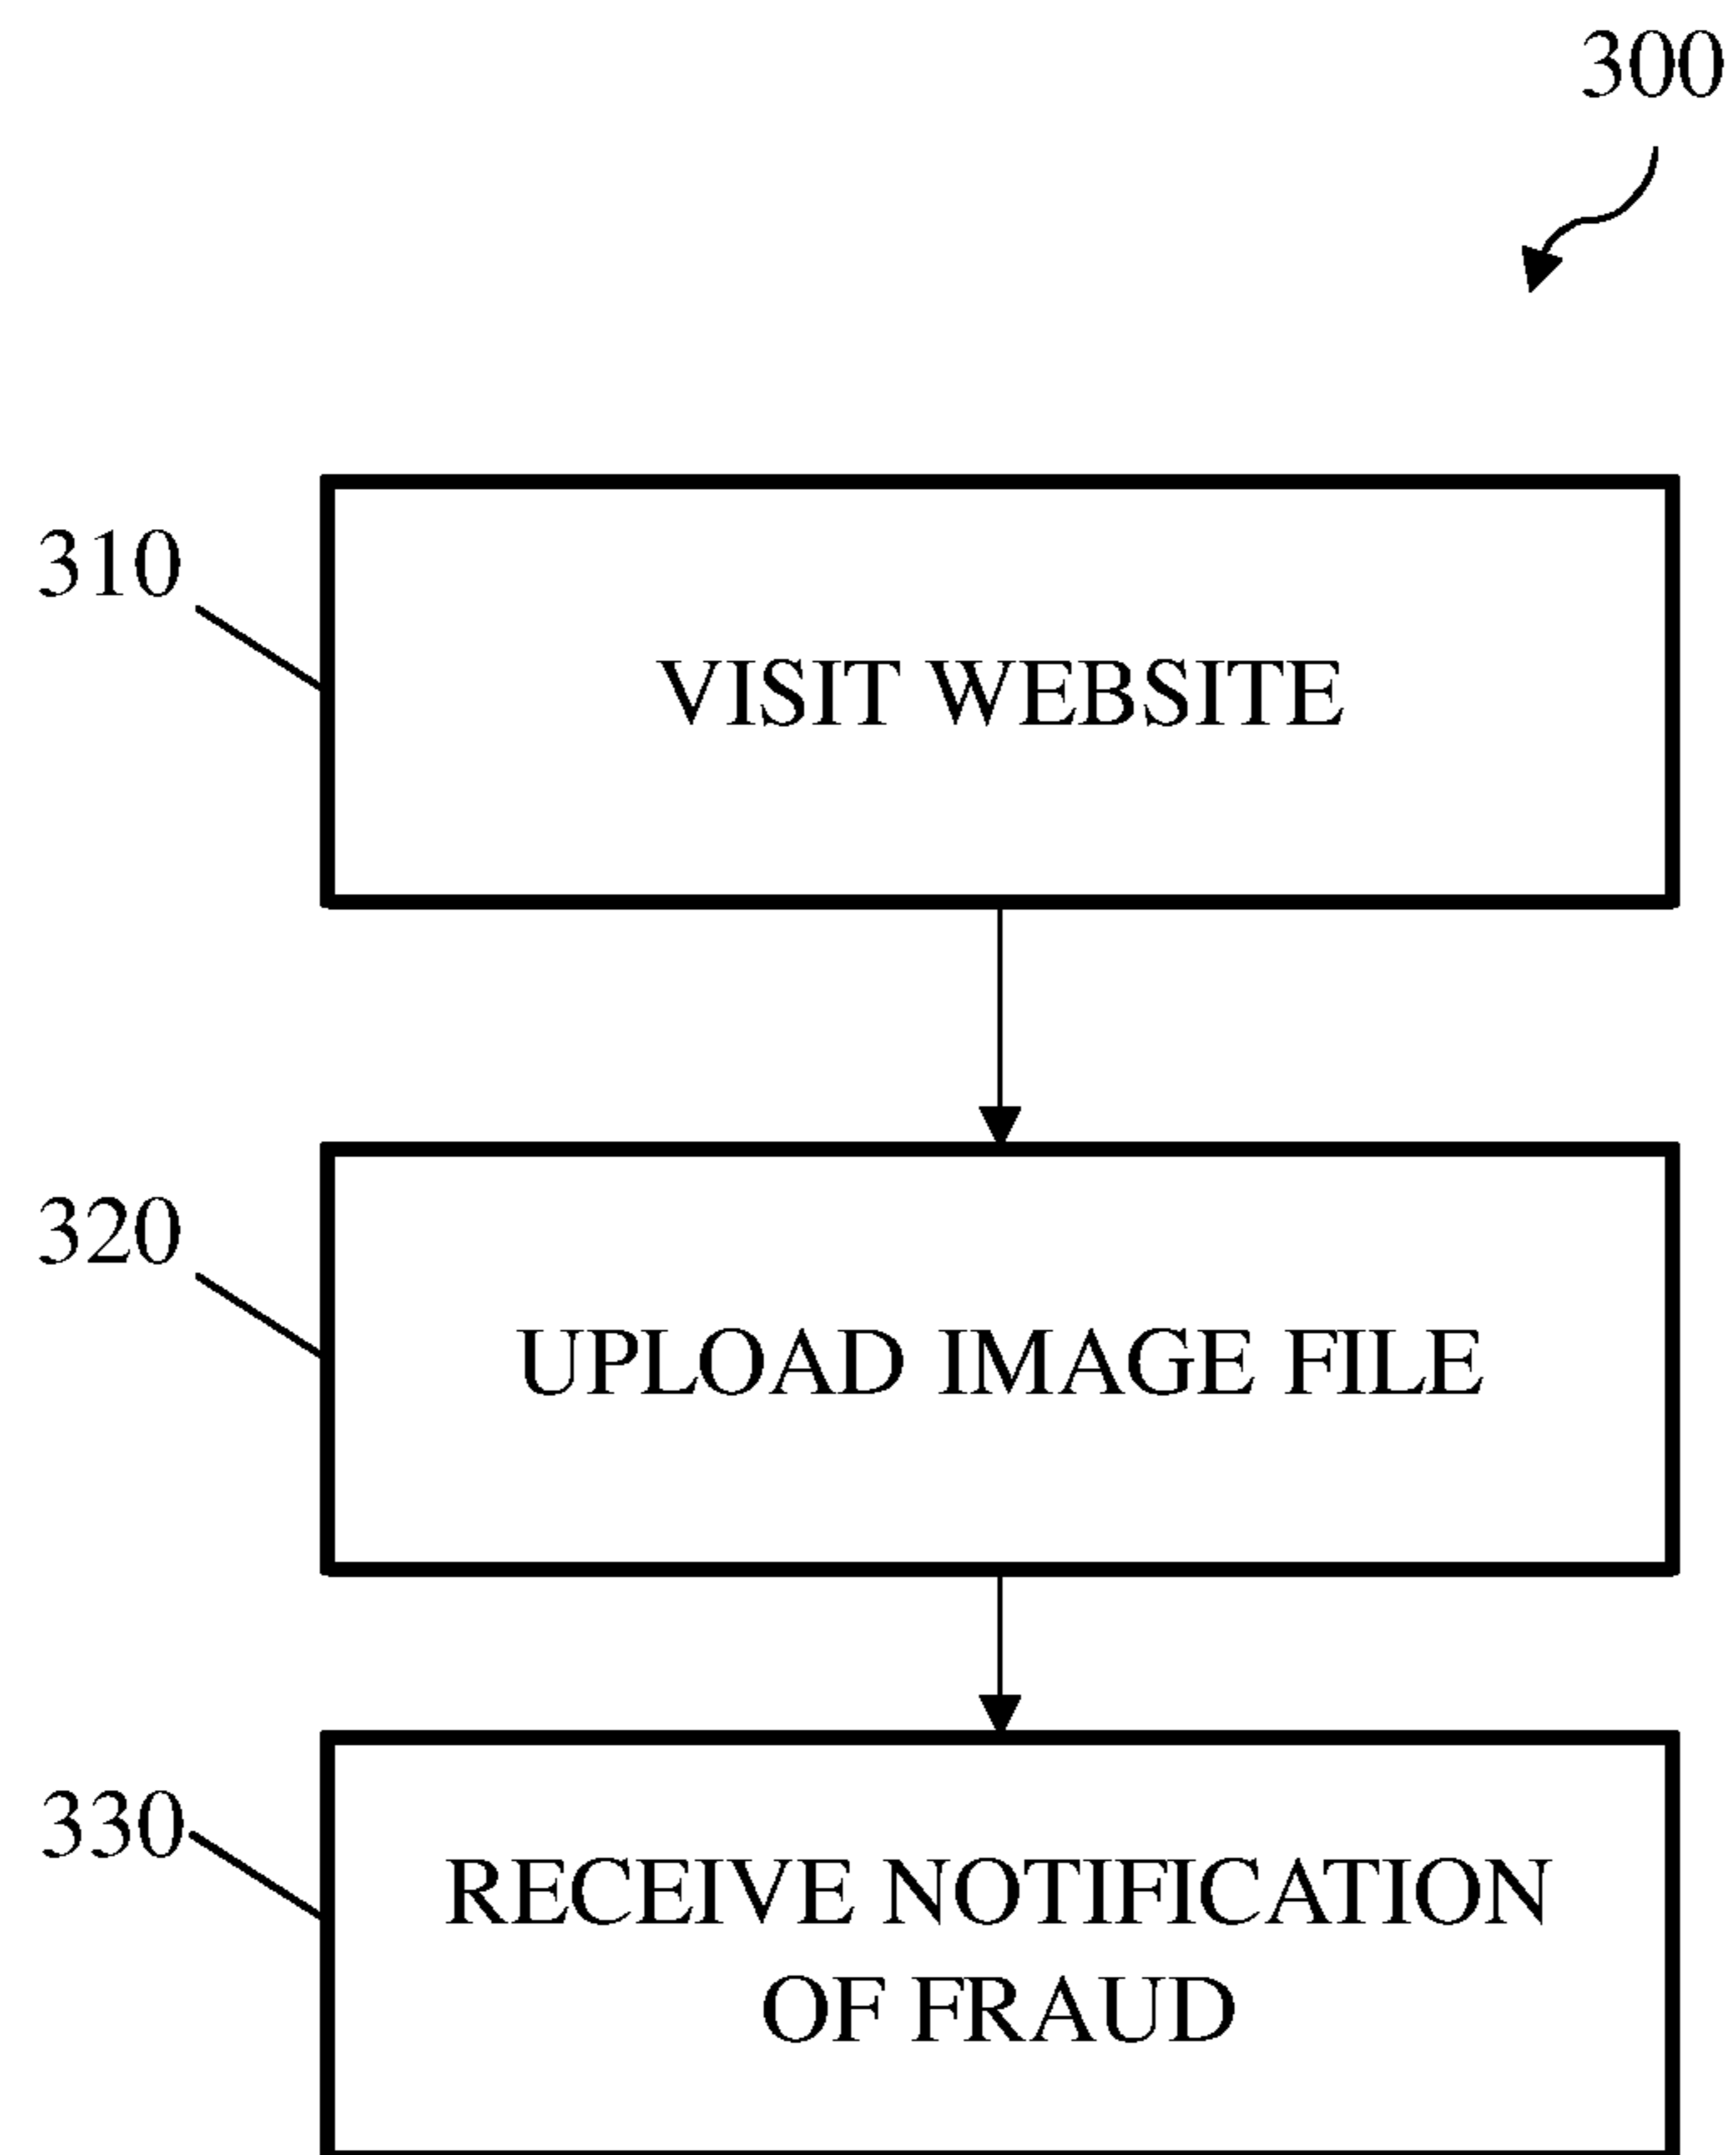 300
310
VISIT WEBSITE
320
UPLOAD IMAGE FILE
330
RECEIVE NOTIFICATION
OF FRAUD